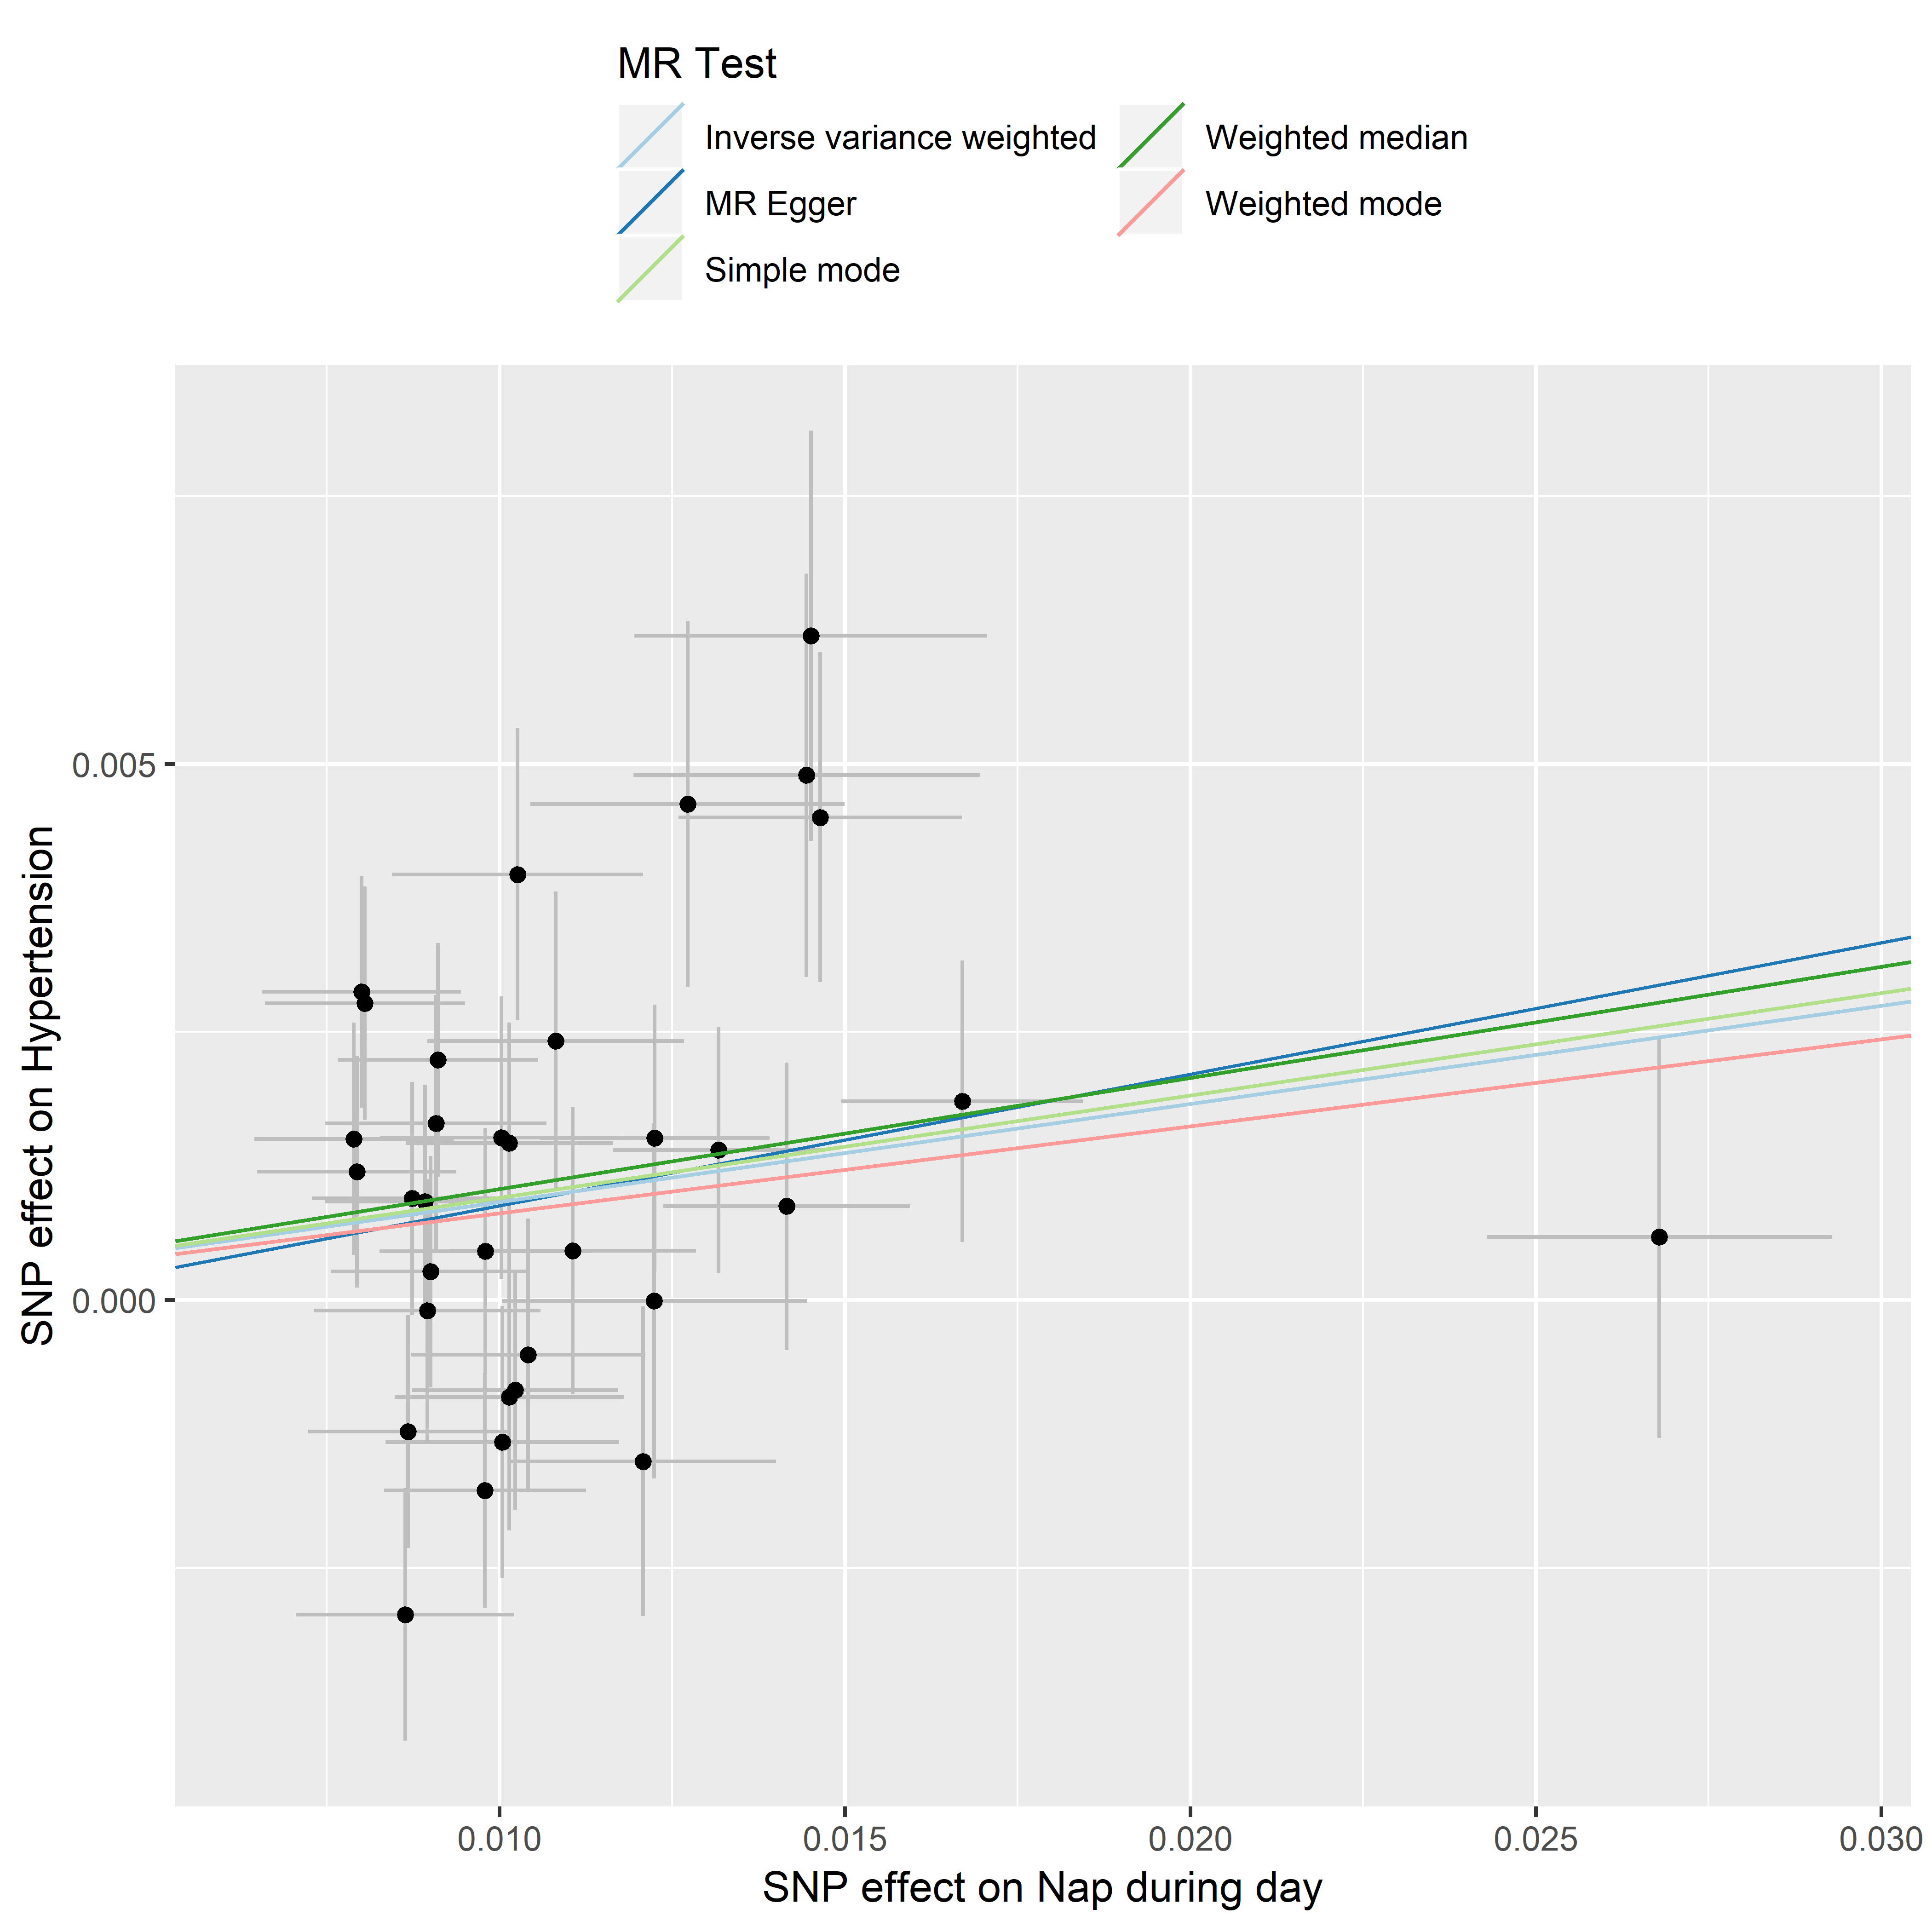 MR Test
Inverse variance weighted
Weighted median
MR Egger
Weighted mode
Simple mode
SNP effect on Hypertension
0.005
0.000
0.010
0.015
0.020
0.025
0.030
SNP effect on Nap during day